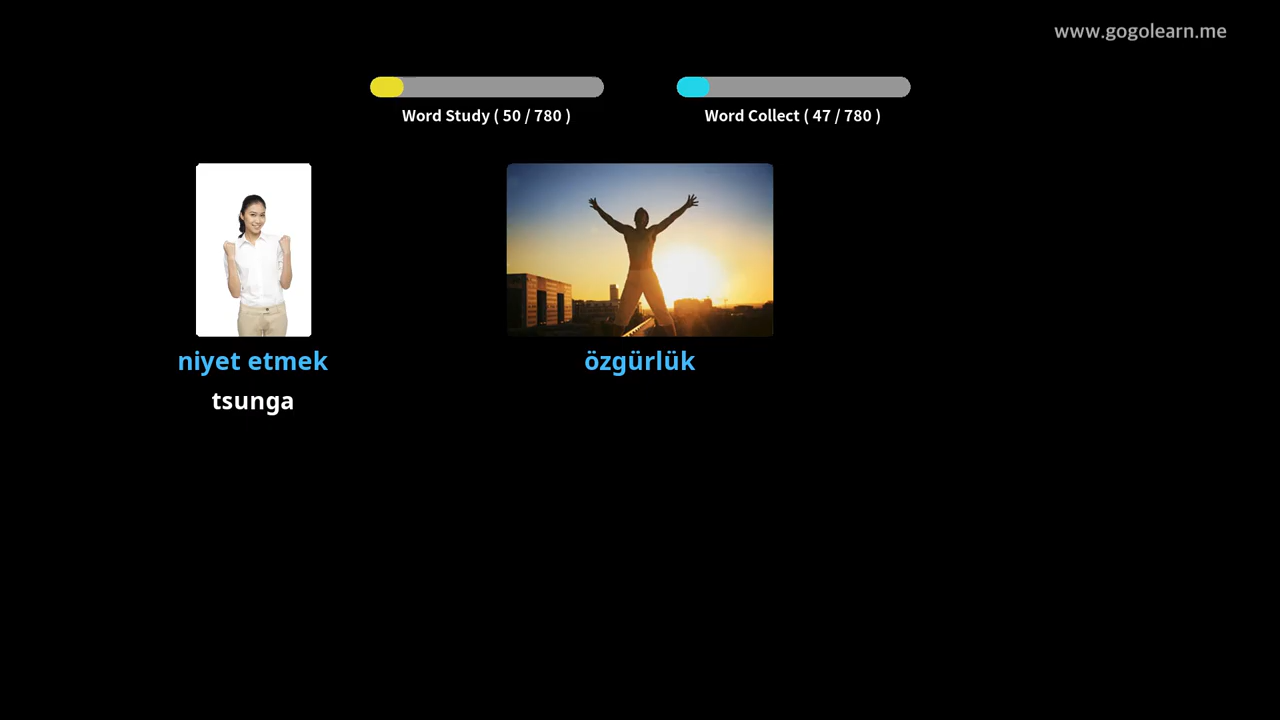 www.gogolearn.me
Word Study ( 50 / 780 )
Word Collect ( 47 / 780 )
niyet etmek
özgürlük
tsunga